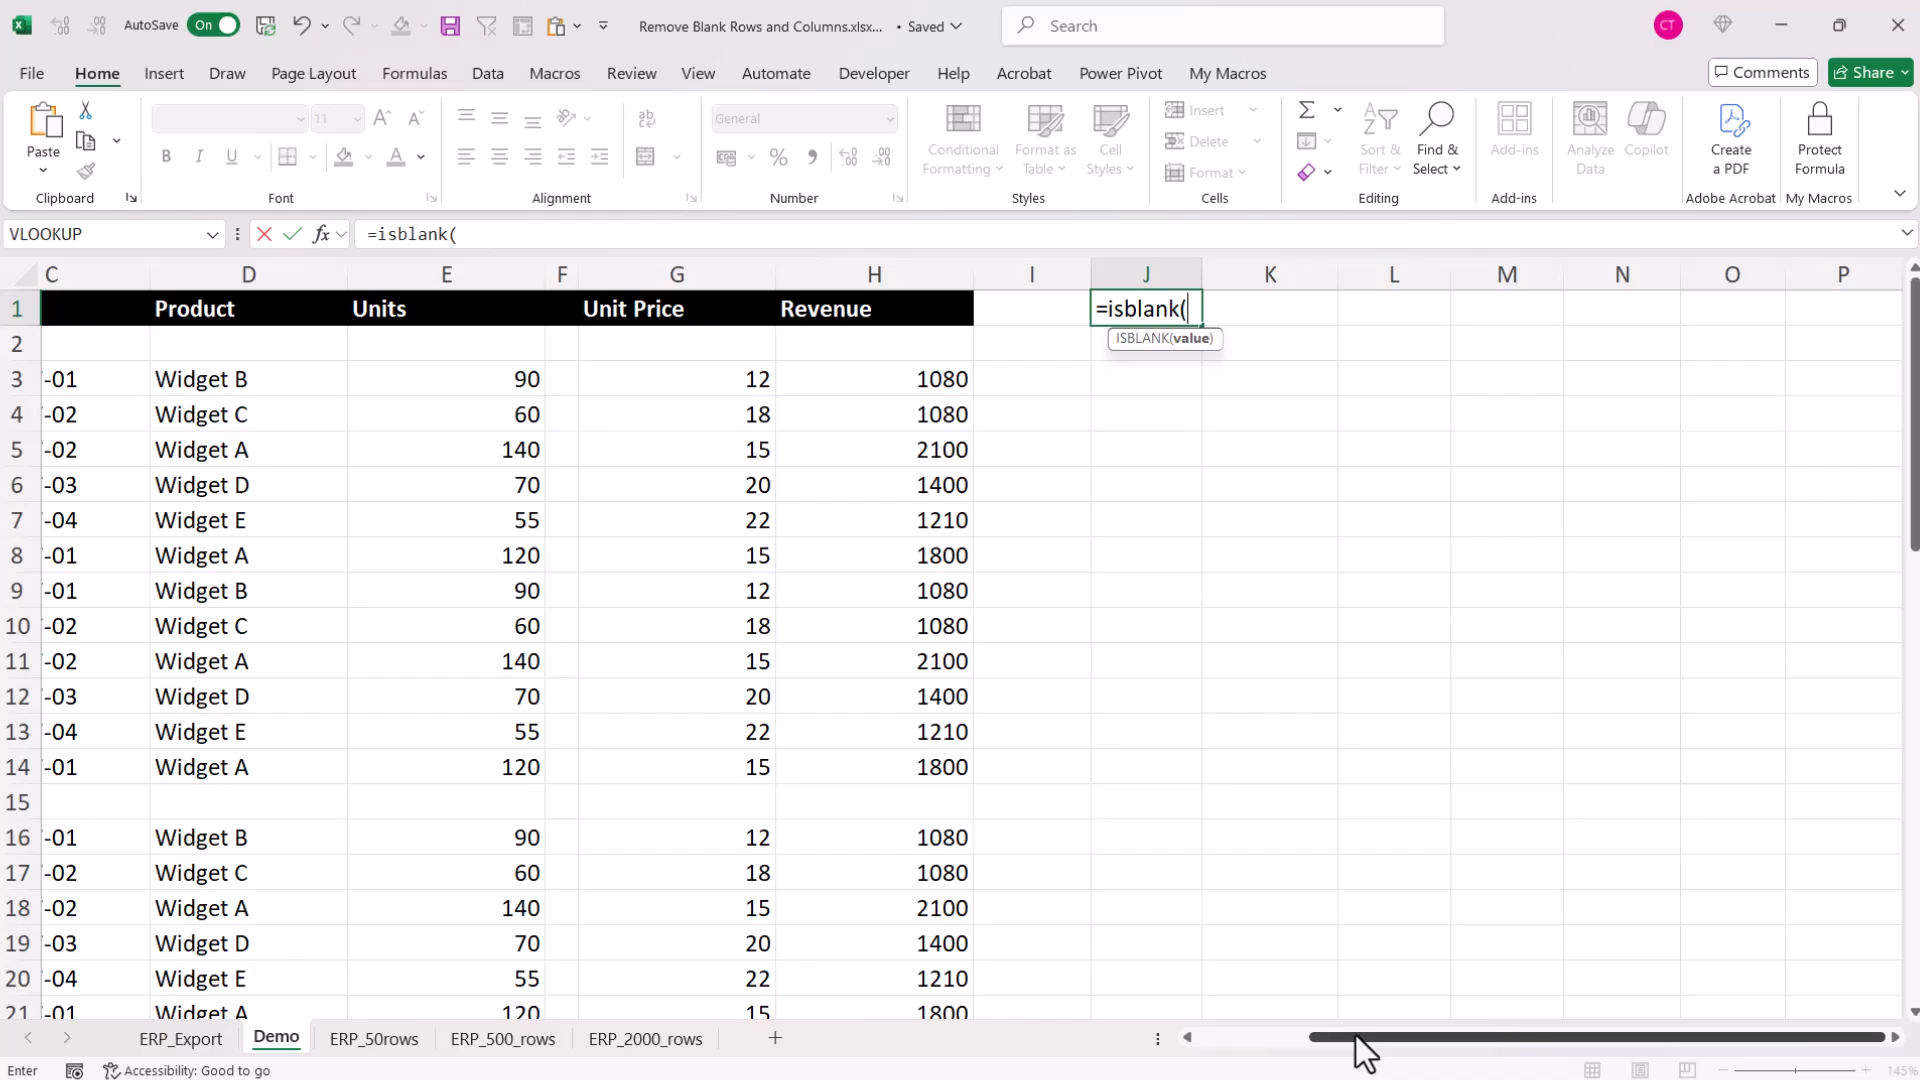 AutoSave On Remove Blank Rows and Columns.xlsx... • Saved Search CT
File Home Insert Draw Page Layout Formulas Data Macros Review View Automate Developer Help Acrobat Power Pivot My Macros Comments Share
Paste
Clipboard
11
B I U A
Font
ab
Alignment
General
$ % 9
Number
Conditional Formatting
Format as Table
Cell Styles
Styles
Insert
Delete
Format
Cells
Sort & Filter
Find & Select
Editing
Add-ins
Add-ins
Analyze Data
Copilot
Create a PDF
Adobe Acrobat
Protect Formula
My Macros
VLOOKUP fx =isblank(
C D E F G H I J K L M N O P
1 Product Units Unit Price Revenue =isblank(
ISBLANK(value)
2
3 -01 Widget B 90 12 1080
4 -02 Widget C 60 18 1080
5 -02 Widget A 140 15 2100
6 -03 Widget D 70 20 1400
7 -04 Widget E 55 22 1210
8 -01 Widget A 120 15 1800
9 -01 Widget B 90 12 1080
10 -02 Widget C 60 18 1080
11 -02 Widget A 140 15 2100
12 -03 Widget D 70 20 1400
13 -04 Widget E 55 22 1210
14 -01 Widget A 120 15 1800
15
16 -01 Widget B 90 12 1080
17 -02 Widget C 60 18 1080
18 -02 Widget A 140 15 2100
19 -03 Widget D 70 20 1400
20 -04 Widget E 55 22 1210
21 -01 Widget A 120 15 1800
ERP_Export Demo ERP_50rows ERP_500_rows ERP_2000_rows
Enter Accessibility: Good to go 145%